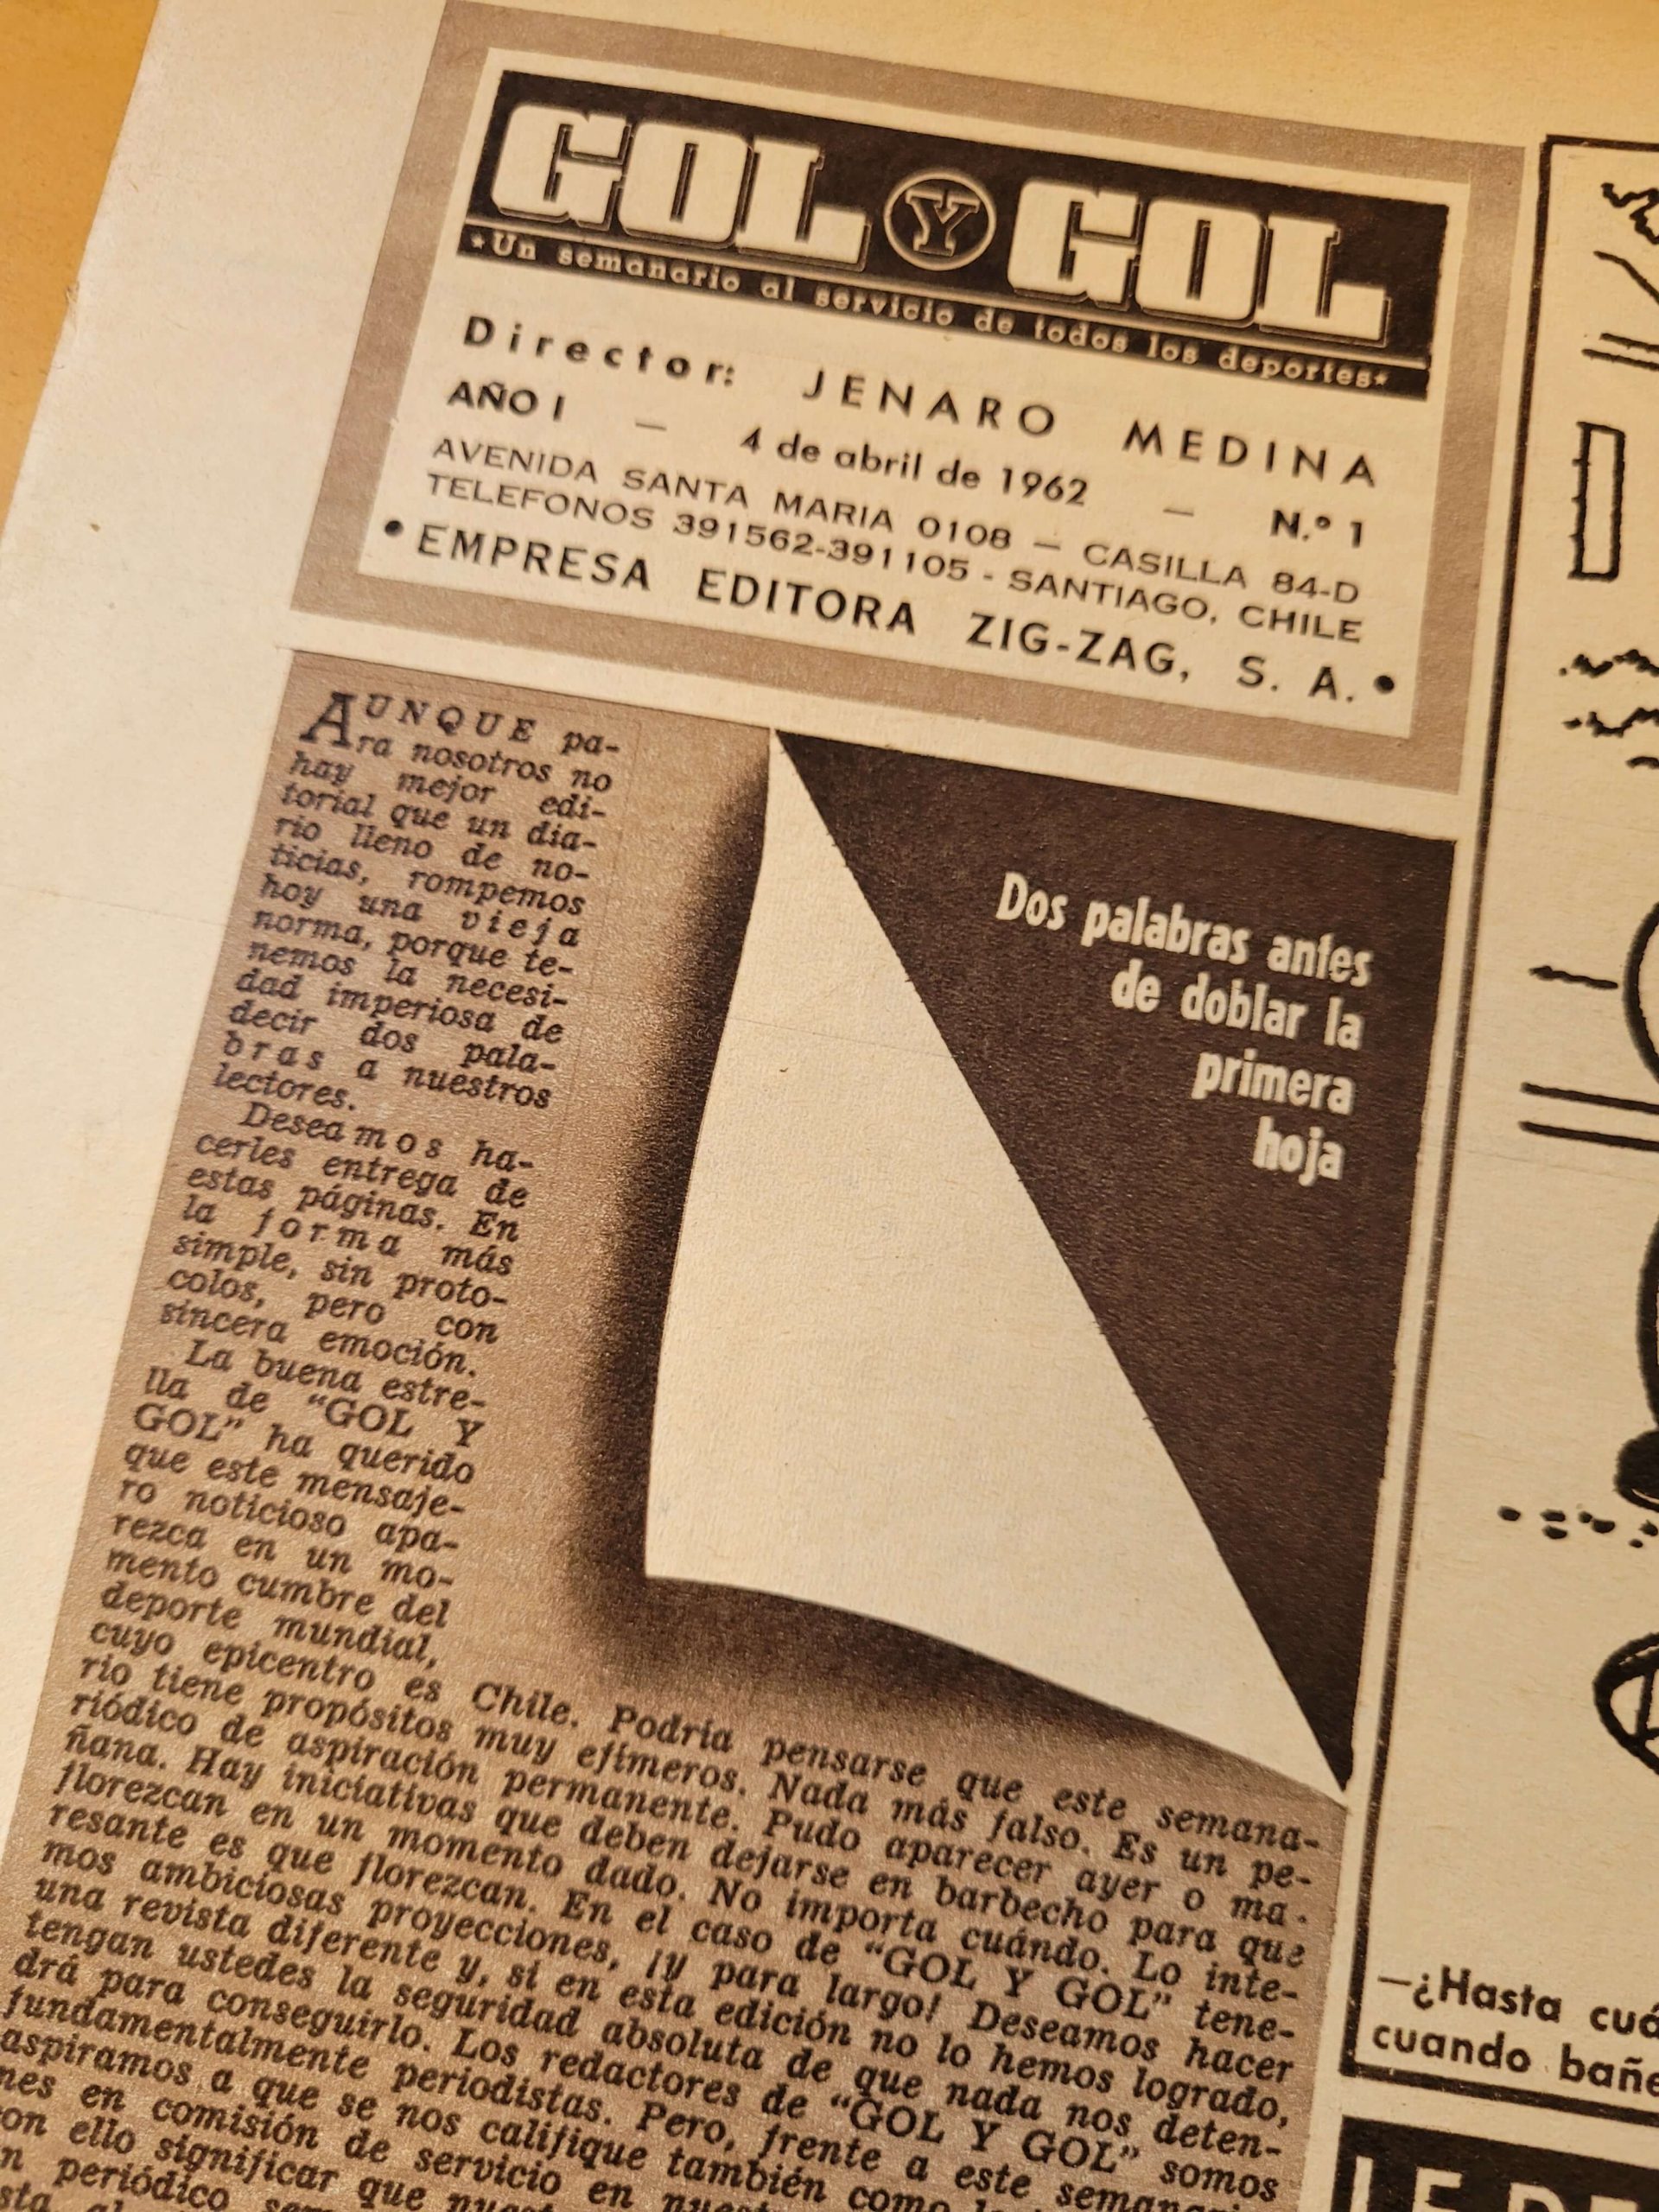 GOL Y GOL
★Un semanario al servicio de todos los deportes★
Director: JENARO MEDINA
AÑO I — 4 de abril de 1962 — N.º 1
AVENIDA SANTA MARIA 0108 — CASILLA 84-D
TELEFONOS 391562-391105 - SANTIAGO, CHILE
• EMPRESA EDITORA ZIG-ZAG, S. A. •
Dos palabras antes
de doblar la
primera
hoja
AUNQUE pa-
ra nosotros no
hay mejor edi-
torial que un dia-
rio lleno de no-
ticias, rompemos
hoy una vieja
norma, porque te-
nemos la necesi-
dad imperiosa de
decir dos pala-
bras a nuestros
lectores.
Deseamos ha-
cerles entrega de
estas páginas. En
la forma más
simple, sin proto-
colos, pero con
sincera emoción.
La buena estre-
lla de "GOL Y
GOL" ha querido
que este mensaje-
ro noticioso apa-
rezca en un mo-
mento cumbre del
deporte mundial,
cuyo epicentro es Chile. Podría pensarse que este semana-
rio tiene propósitos muy efímeros. Nada más falso. Es un pe-
riódico de aspiración permanente. Pudo aparecer ayer o ma-
ñana. Hay iniciativas que deben dejarse en barbecho para que
florezcan en un momento dado. No importa cuándo. Lo inte-
resante es que florezcan. En el caso de "GOL Y GOL" tene-
mos ambiciosas proyecciones, ¡y para largo! Deseamos hacer
una revista diferente y, si en esta edición no lo hemos logrado,
tengan ustedes la seguridad absoluta de que nada nos deten-
drá para conseguirlo. Los redactores de "GOL Y GOL" somos
fundamentalmente periodistas. Pero, frente a este
aspiramos a que se nos califique también como
nes en comisión de servicio en
on ello significar que
n periódico
—¿Hasta cuá
cuando bañe